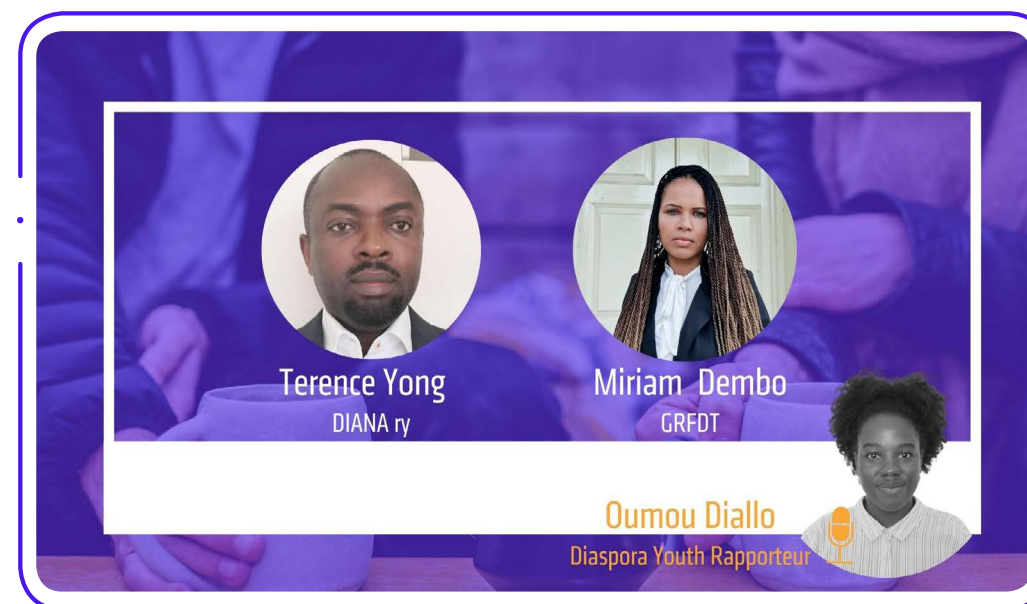 Terence Yong
DIANA ry
Miriam Dembo
GRFDT
Oumou Diallo
Diaspora Youth Rapporteur